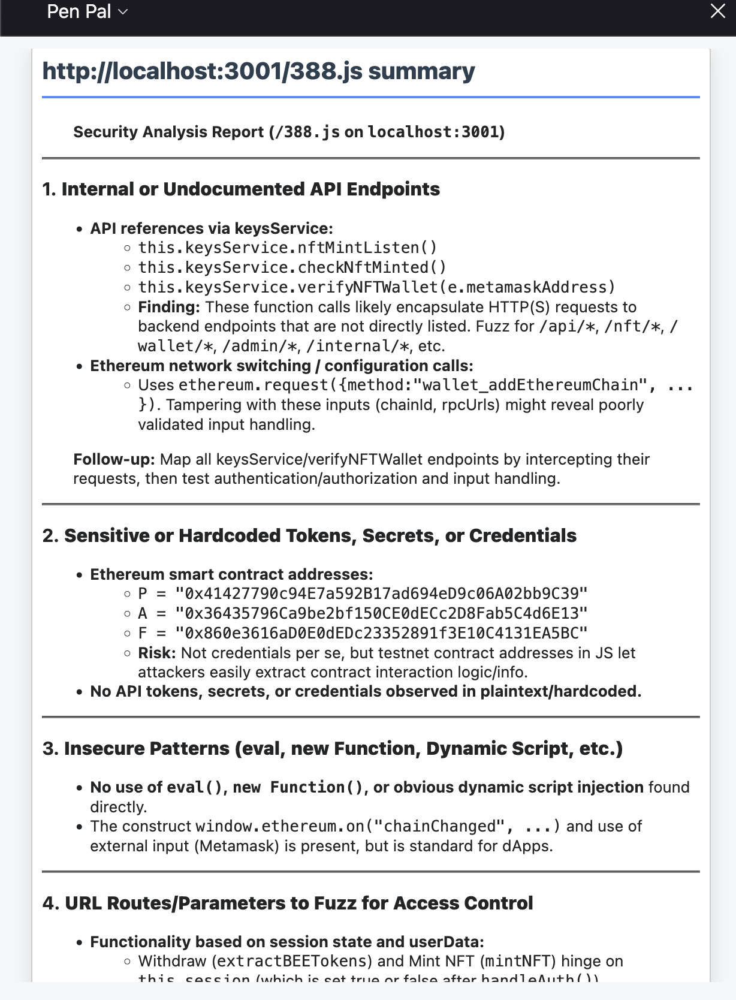 Pen Pal
http://localhost:3001/388.js summary
Security Analysis Report (/388.js on localhost:3001)
1. Internal or Undocumented API Endpoints
• API references via keysService:
○ this.keysService.nftMintListen()
○ this.keysService.checkNftMinted()
○ this.keysService.verifyNFTWallet(e.metamaskAddress)
○ Finding: These function calls likely encapsulate HTTP(S) requests to
backend endpoints that are not directly listed. Fuzz for /api/*, /nft/*, /
wallet/*, /admin/*, /internal/*, etc.
• Ethereum network switching / configuration calls:
○ Uses ethereum.request({method:"wallet_addEthereumChain", ...
}). Tampering with these inputs (chainId, rpcUrls) might reveal poorly
validated input handling.
Follow-up: Map all keysService/verifyNFTWallet endpoints by intercepting their
requests, then test authentication/authorization and input handling.
2. Sensitive or Hardcoded Tokens, Secrets, or Credentials
• Ethereum smart contract addresses:
○ P = "0x41427790c94E7a592B17ad694eD9c06A02bb9C39"
○ A = "0x36435796Ca9be2bf150CE0dECc2D8Fab5C4d6E13"
○ F = "0x860e3616aD0E0dEDc23352891f3E10C4131EA5BC"
○ Risk: Not credentials per se, but testnet contract addresses in JS let
attackers easily extract contract interaction logic/info.
• No API tokens, secrets, or credentials observed in plaintext/hardcoded.
3. Insecure Patterns (eval, new Function, Dynamic Script, etc.)
• No use of eval(), new Function(), or obvious dynamic script injection found
directly.
• The construct window.ethereum.on("chainChanged", ...) and use of
external input (Metamask) is present, but is standard for dApps.
4. URL Routes/Parameters to Fuzz for Access Control
• Functionality based on session state and userData:
○ Withdraw (extractBEETokens) and Mint NFT (mintNFT) hinge on
this.session (which is set true or false after handleAuth())